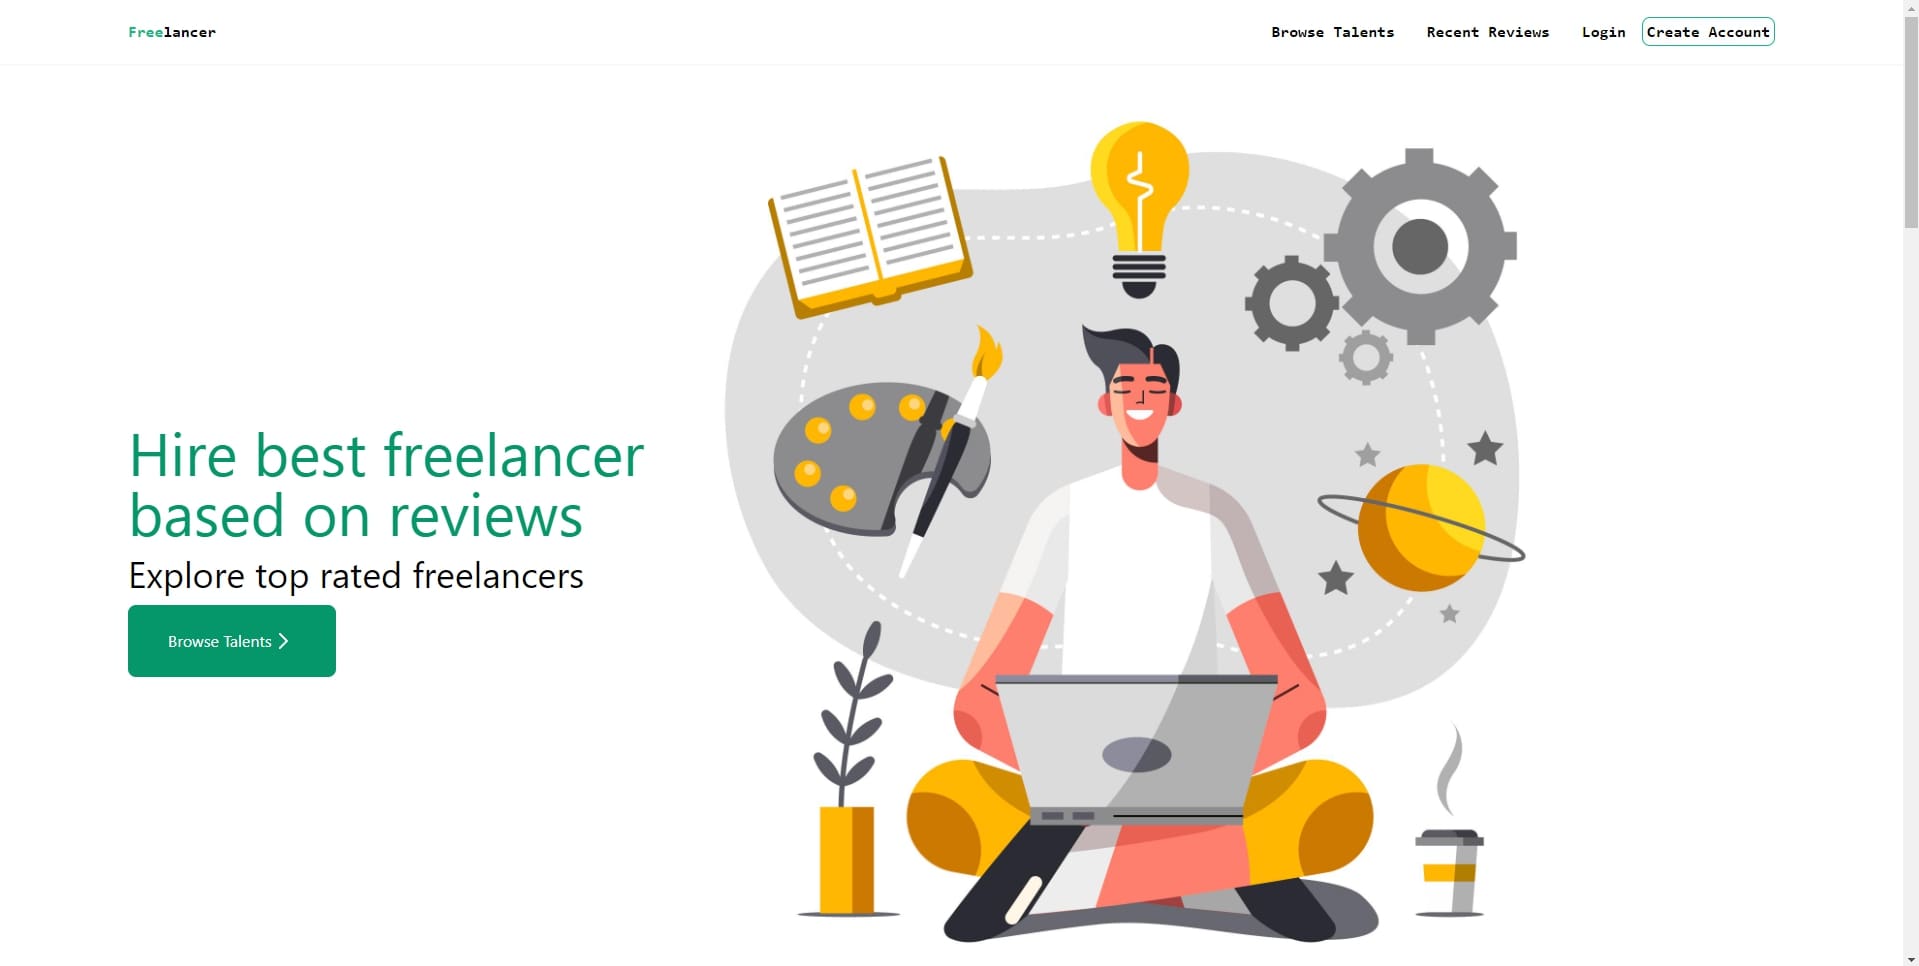 Freelancer
Browse Talents
Recent Reviews
Login
Create Account
Hire best freelancer
based on reviews
Explore top rated freelancers
Browse Talents